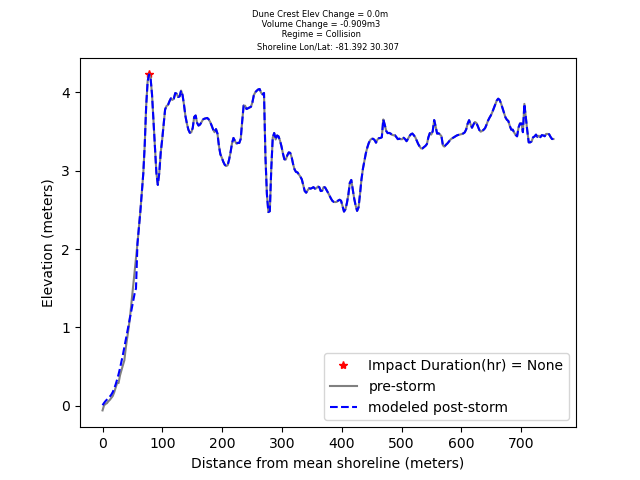 Dune Crest Elev Change = 0.0m
Volume Change = -0.909m3
Regime = Collision
Shoreline Lon/Lat: -81.392 30.307
4
3
2
1
0
Elevation (meters)
Impact Duration(hr) = None
pre-storm
modeled post-storm
0 100 200 300 400 500 600 700
Distance from mean shoreline (meters)